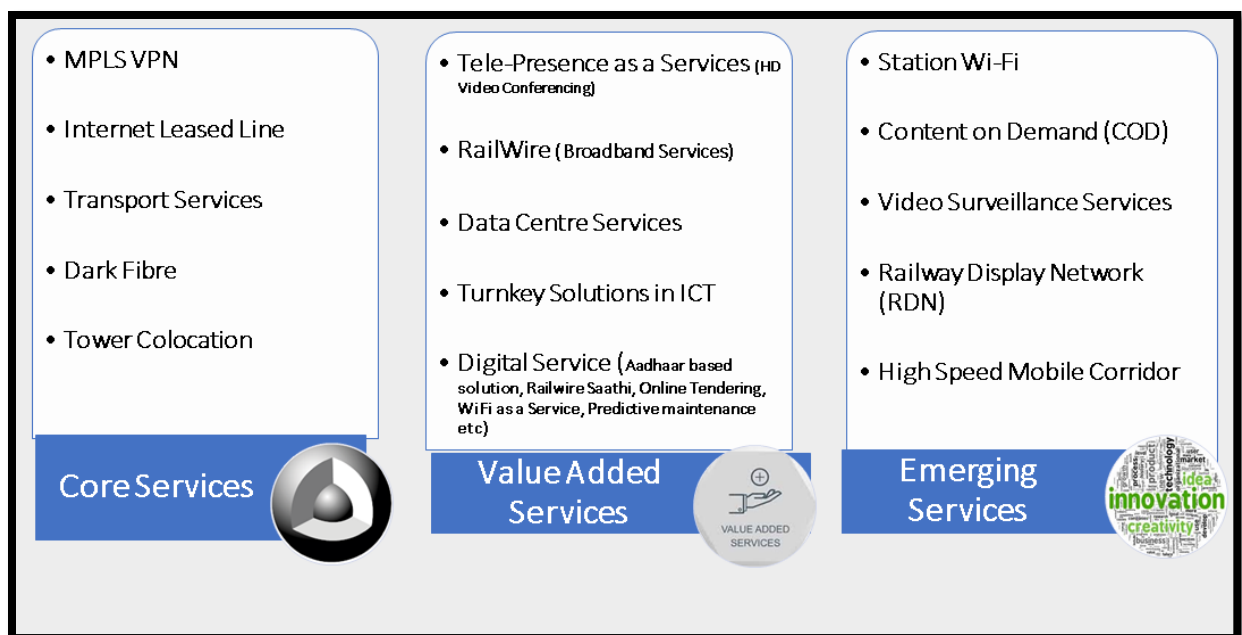 • MPLS VPN
• Internet Leased Line
• Transport Services
• Dark Fibre
• Tower Colocation
Core Services
• Tele-Presence as a Services (HD
Video Conferencing)
• RailWire (Broadband Services)
• Data Centre Services
• Turnkey Solutions in ICT
• Digital Service (Aadhaar based
solution, Railwire Saathi, Online Tendering,
WiFi as a Service, Predictive maintenance
etc)
Value Added
Services
VALUE ADDED
SERVICES
• Station Wi-Fi
• Content on Demand (COD)
• Video Surveillance Services
• Railway Display Network
(RDN)
• High Speed Mobile Corridor
Emerging
Services
technology
product
process
market
idea
innovation
creativity
business